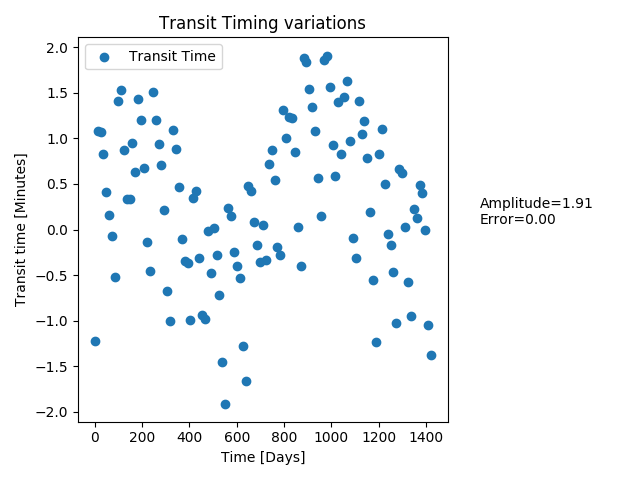 Transit Timing variations
Transit Time
2.0
1.5
1.0
0.5
0.0
−0.5
−1.0
−1.5
−2.0
Transit time [Minutes]
Amplitude=1.91
Error=0.00
0 200 400 600 800 1000 1200 1400
Time [Days]